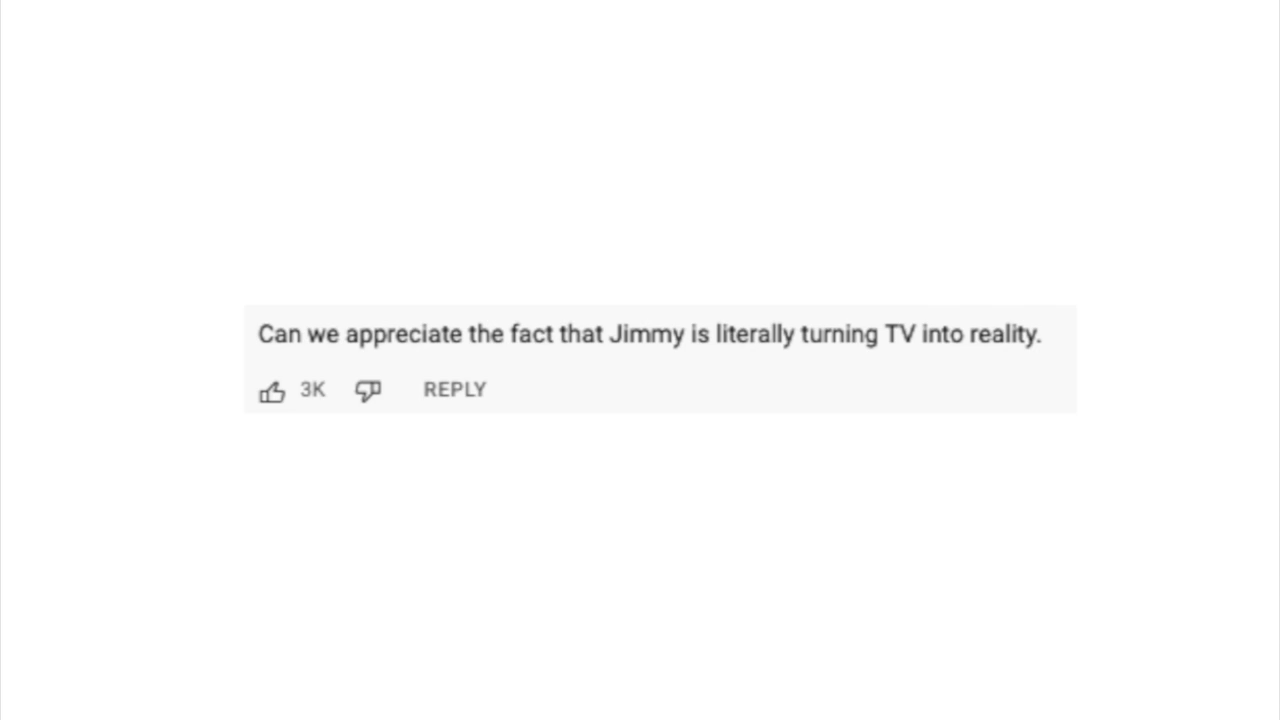 Can we appreciate the fact that Jimmy is literally turning TV into reality.
3K REPLY